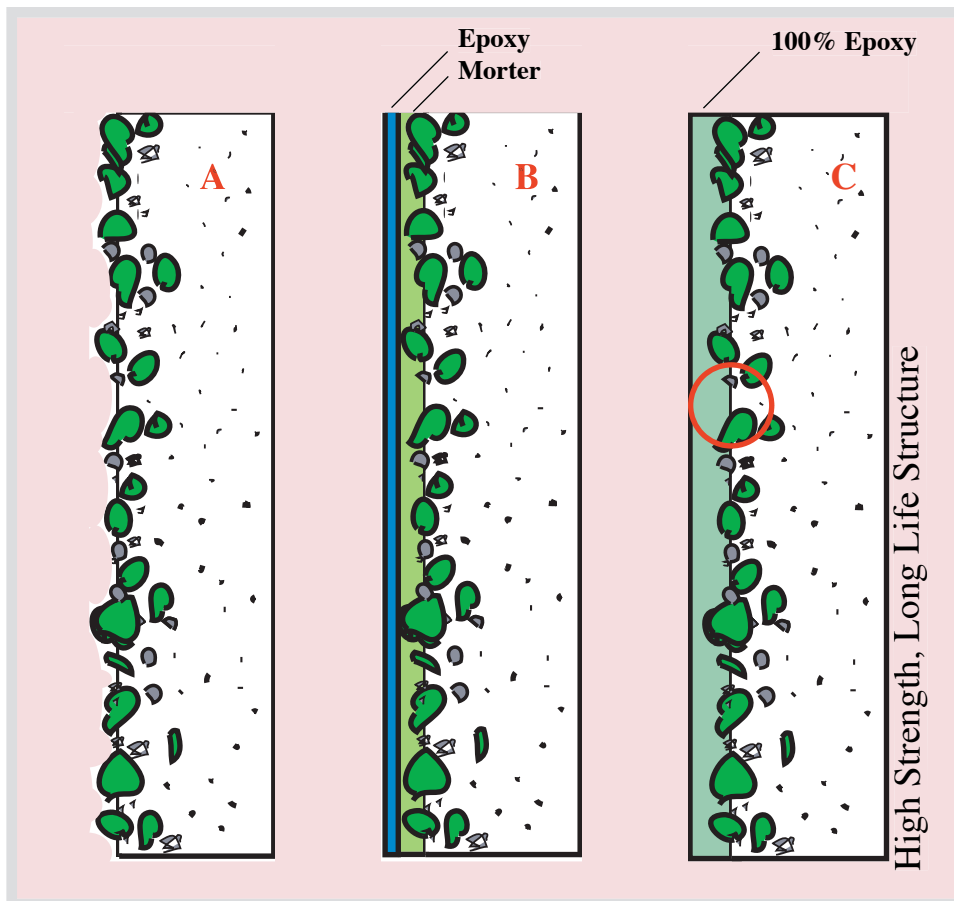 Epoxy
Morter
100% Epoxy
A
B
C
High Strength, Long Life Structure